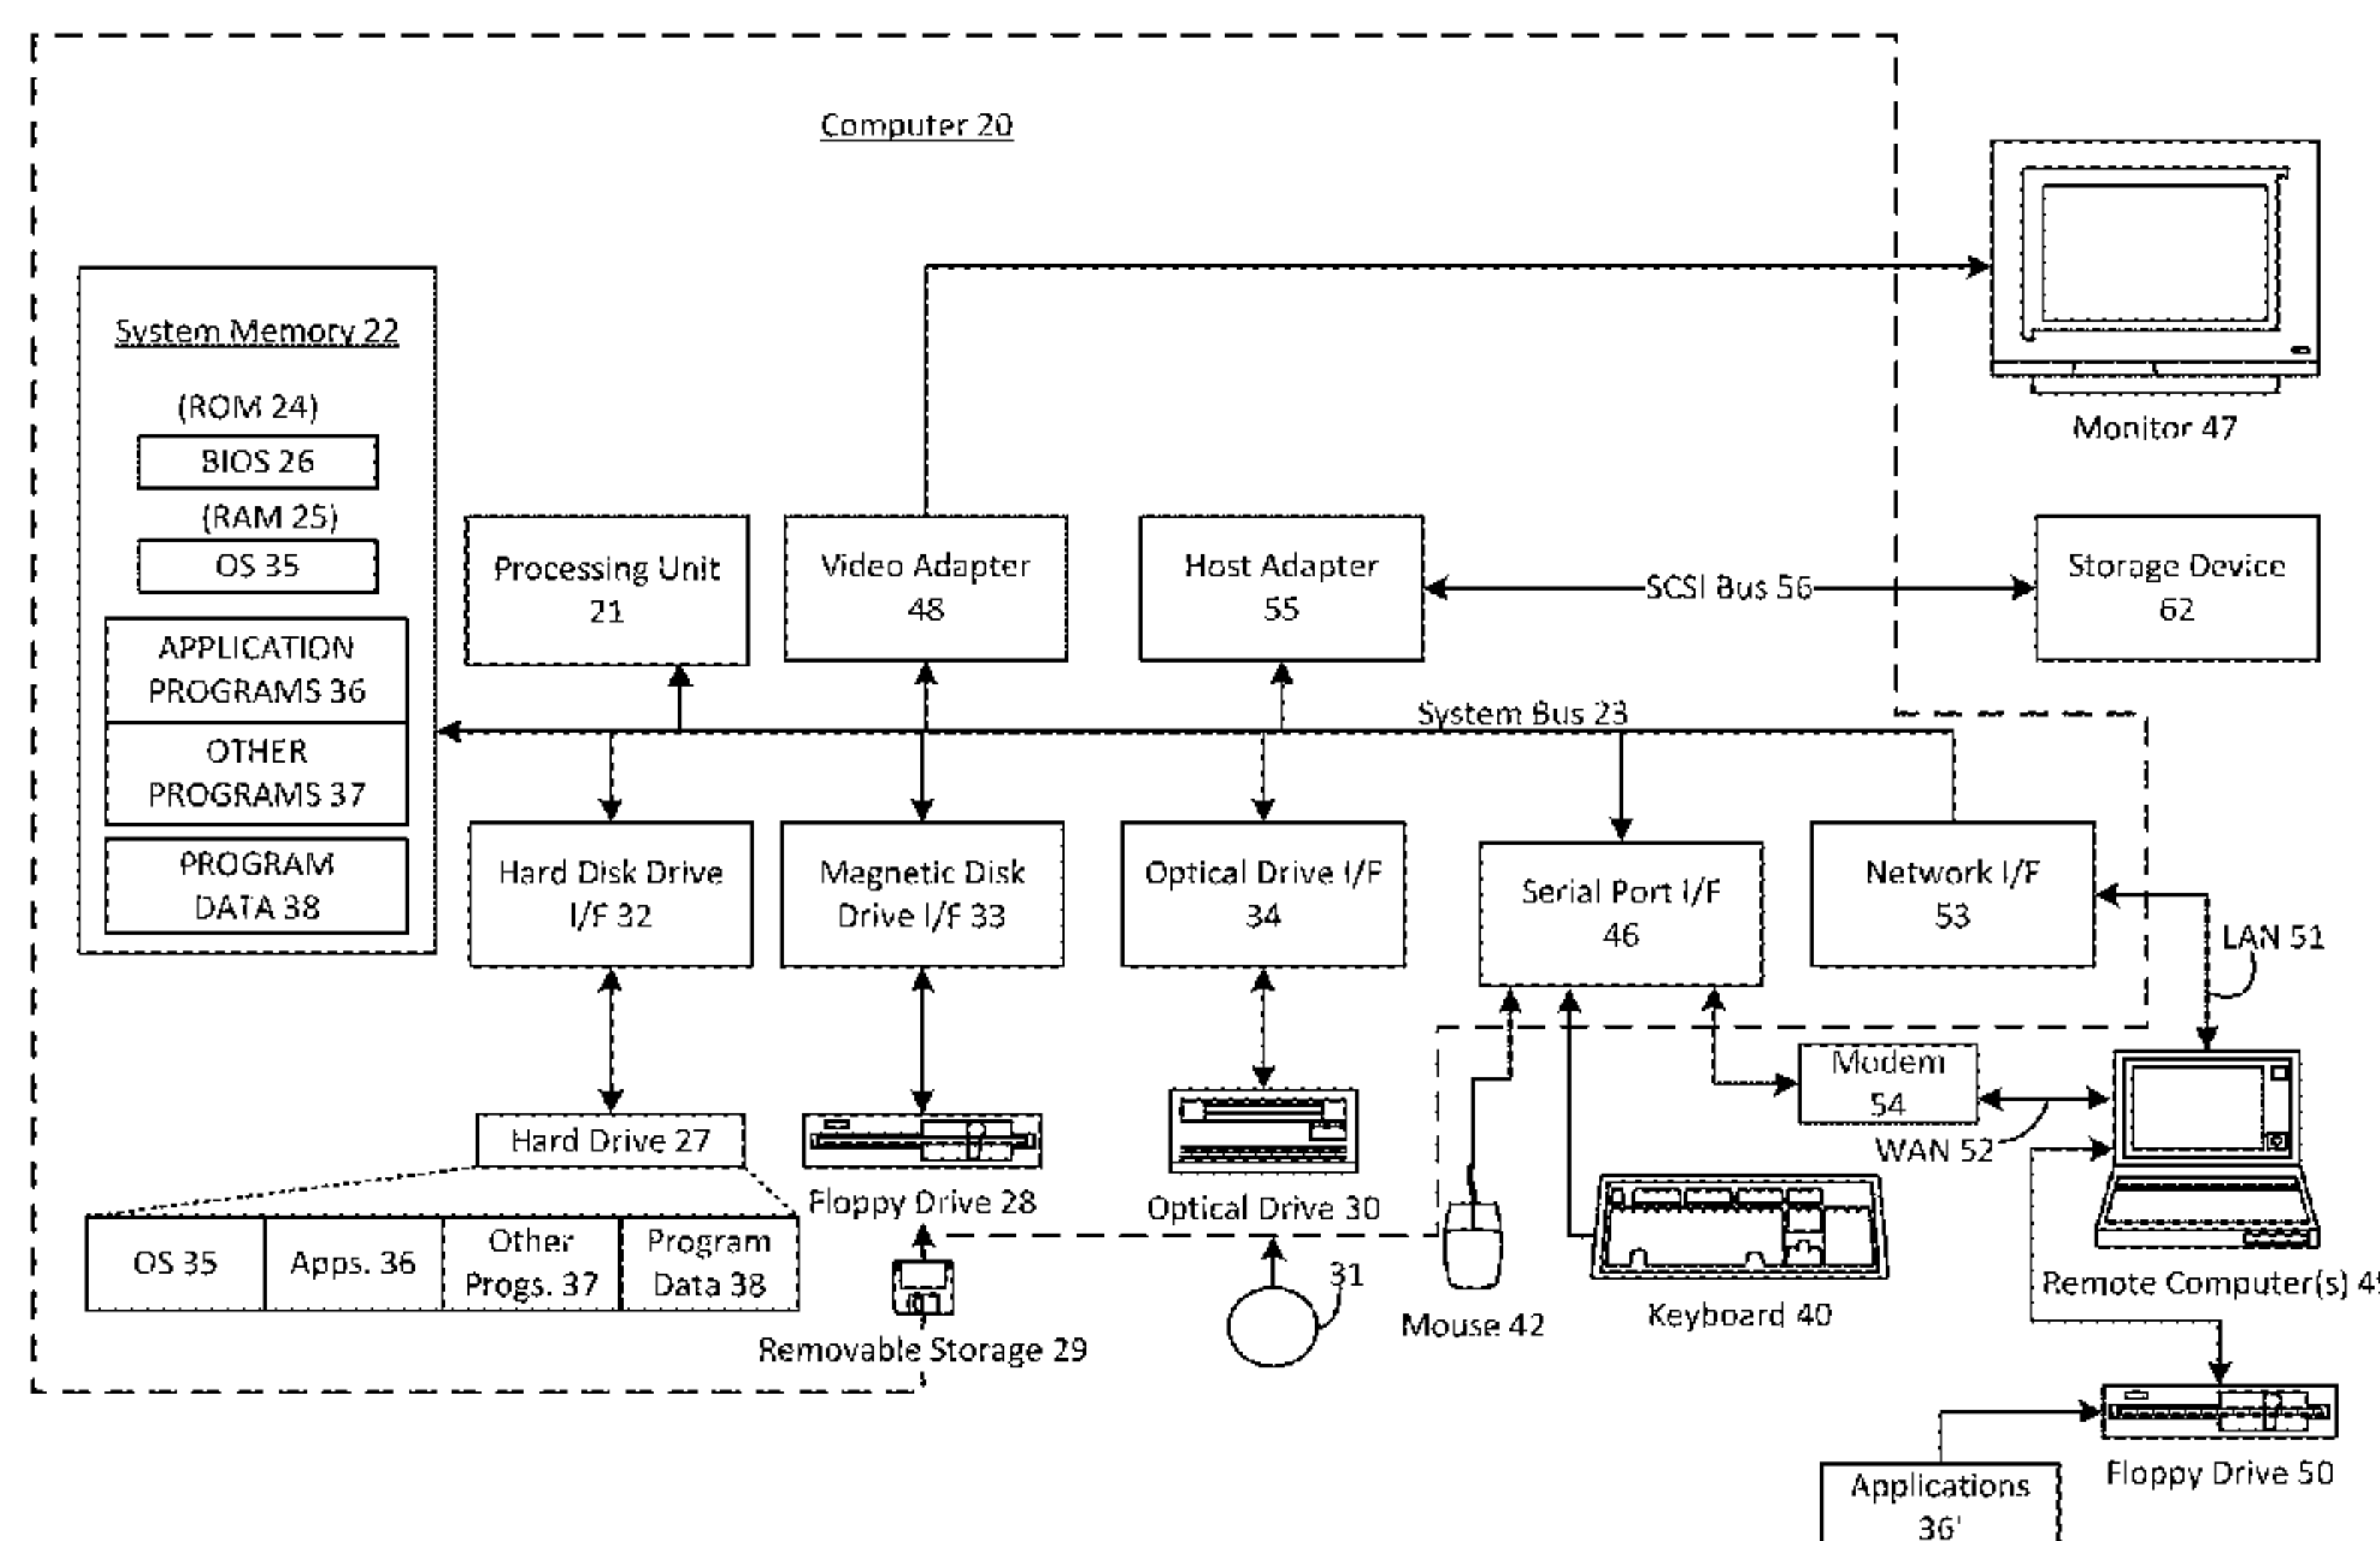 Computer 20
Monitor 47
System Memory 22
(ROM 24)
BIOS 26
(RAM 25)
OS 35
APPLICATION
PROGRAMS 36
OTHER
PROGRAMS 37
PROGRAM
DATA 38
Processing Unit
21
Video Adapter
48
Host Adapter
55
SCSI Bus 56
Storage Device
62
System Bus 23
Hard Disk Drive
I/F 32
Magnetic Disk
Drive I/F 33
Optical Drive I/F
34
Serial Port I/F
46
Network I/F
53
LAN 51
Modem
54
WAN 52
Hard Drive 27
Floppy Drive 28
Optical Drive 30
OS 35
Apps. 36
Other
Progs. 37
Program
Data 38
Removable Storage 29
31
Mouse 42
Keyboard 40
Remote Computer(s) 4
Floppy Drive 50
Applications
36'